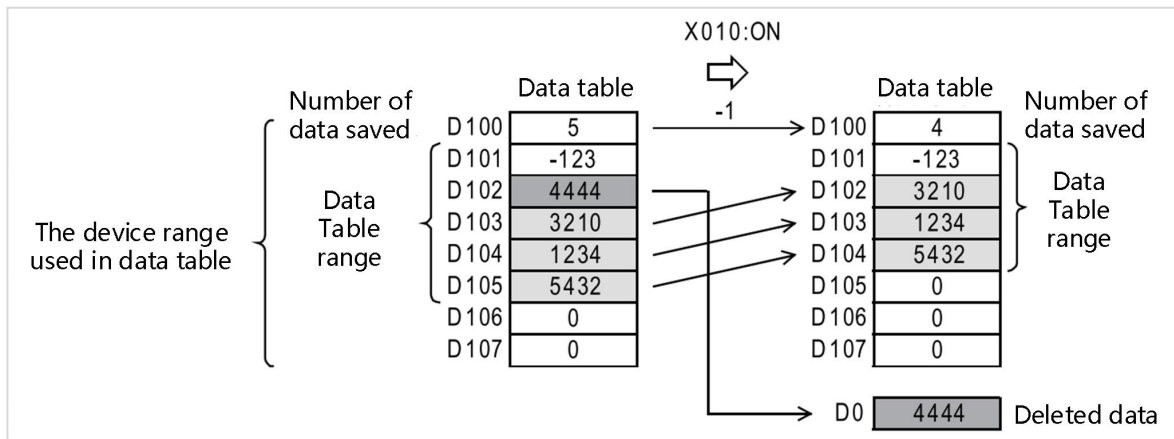 X010:ON
Data table
Data table
Number of
data saved
-1
Number of
data saved
D100 5
D100 4
D101 -123
D101 -123
D102 4444
D102 3210
D103 3210
D103 1234
D104 1234
D104 5432
D105 5432
D105 0
D106 0
D106 0
D107 0
D107 0
Data
Table
range
Data
Table
range
The device range
used in data table
D0 4444 Deleted data